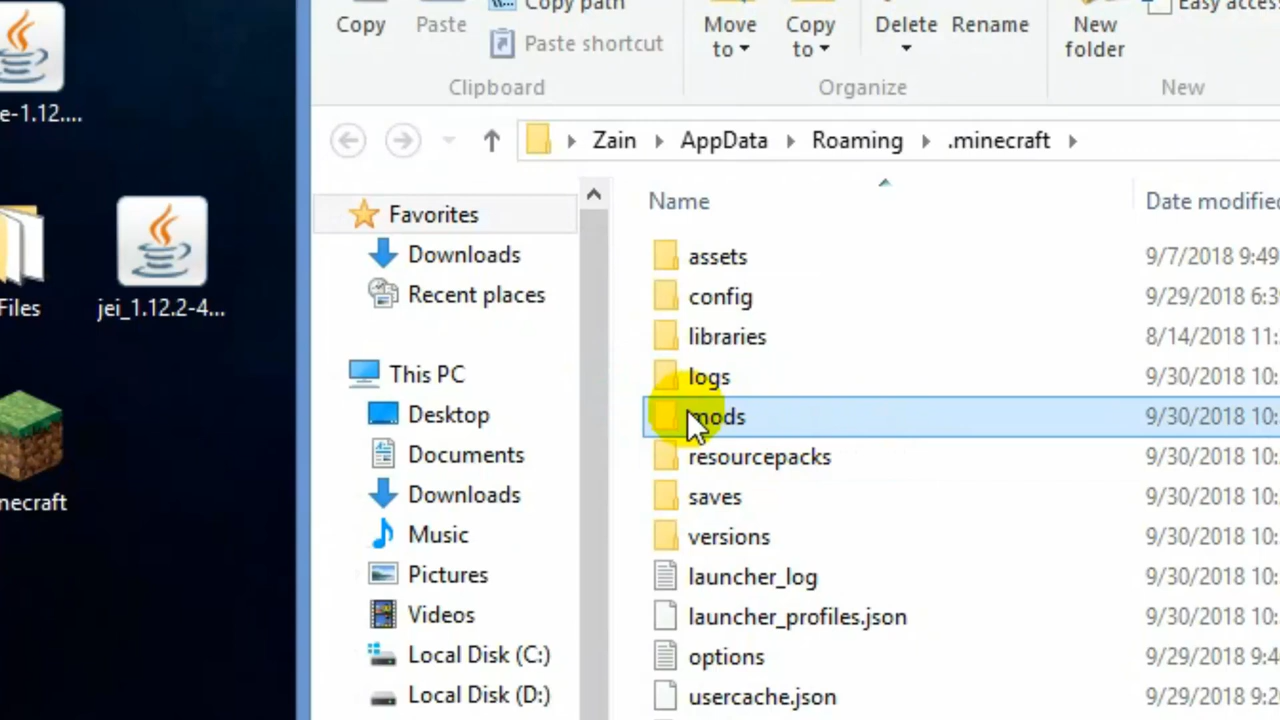 Copy path
Easy access
Copy
Paste
Paste shortcut
Move to
Copy to
Delete
Rename
New folder
Clipboard
Organize
New
Zain
AppData
Roaming
.minecraft
e-1.12....
Files
jei_1.12.2-4...
necraft
Favorites
Downloads
Recent places
This PC
Desktop
Documents
Downloads
Music
Pictures
Videos
Local Disk (C:)
Local Disk (D:)
Name Date modified
assets 9/7/2018 9:49
config 9/29/2018 6:3
libraries 8/14/2018 11:
logs 9/30/2018 10:
mods 9/30/2018 10:
resourcepacks 9/30/2018 10:
saves 9/30/2018 10:
versions 9/30/2018 10:
launcher_log 9/30/2018 10:
launcher_profiles.json 9/30/2018 10:
options 9/29/2018 9:4
usercache.json 9/29/2018 9:2